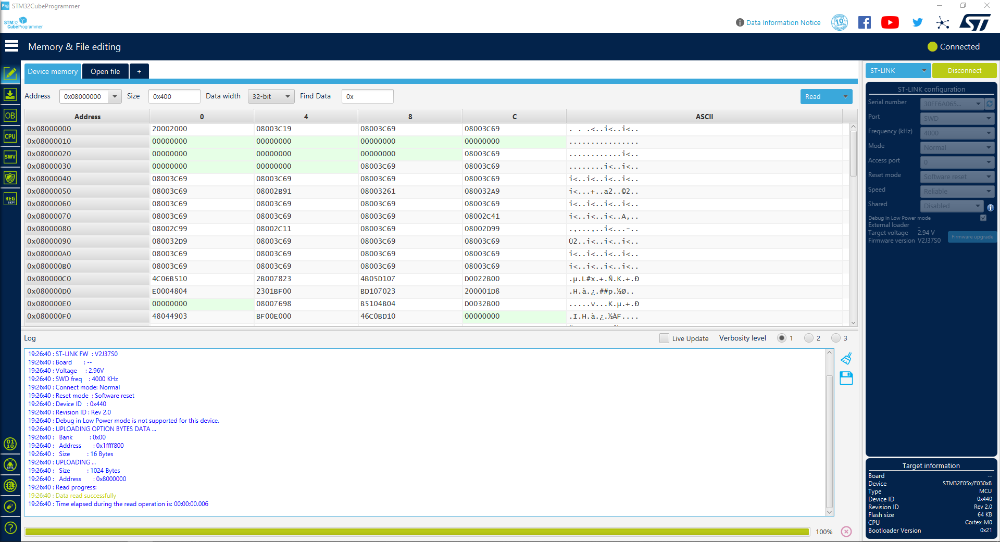 Prg STM32CubeProgrammer
STM32 CubeProgrammer
Data Information Notice
Memory & File editing
Connected
Device memory Open file +
Address 0x08000000 Size 0x400 Data width 32-bit Find Data 0x Read
Address 0 4 8 C ASCII
0x08000000 20002000 08003C19 08003C69 08003C69 . . .<..i<..i<..
0x08000010 00000000 00000000 00000000 00000000 ................
0x08000020 00000000 00000000 00000000 08003C69 ............i<..
0x08000030 00000000 00000000 08003C69 08003C69 ........i<..i<..
0x08000040 08003C69 08003C69 08003C69 08003C69 i<..i<..i<..i<..
0x08000050 08003C69 08002B91 08003261 080032A9 i<...+..a2..©2..
0x08000060 08003C69 08003C69 08003C69 08003C69 i<..i<..i<..i<..
0x08000070 08003C69 08003C69 08003C69 08002C41 i<..i<..i<..A,..
0x08000080 08002C99 08002C11 08003C69 08002D99 .,...,..i<...-..
0x08000090 080032D9 08003C69 08003C69 08003C69 Ù2..i<..i<..i<..
0x080000A0 08003C69 08003C69 08003C69 08003C69 i<..i<..i<..i<..
0x080000B0 08003C69 08003C69 08003C69 08003C69 i<..i<..i<..i<..
0x080000C0 4C06B510 2B007823 4B05D107 D0022B00 .µ.L#x.+.Ñ.K.+.Ð
0x080000D0 E0004804 2301BF00 BD107023 200001D8 .H.à.¿.##p.½Ø..
0x080000E0 00000000 08007698 B5104B04 D0032B00 .....v...K.µ.+.Ð
0x080000F0 48044903 BF00E000 46C0BD10 00000000 .I.H.à.¿.½ÀF....
Log Live Update Verbosity level 1 2 3
19:26:40 : ST-LINK FW : V2J37S0
19:26:40 : Board : --
19:26:40 : Voltage : 2.96V
19:26:40 : SWD freq : 4000 KHz
19:26:40 : Connect mode: Normal
19:26:40 : Reset mode : Software reset
19:26:40 : Device ID : 0x440
19:26:40 : Revision ID : Rev 2.0
19:26:40 : Debug in Low Power mode is not supported for this device.
19:26:40 : UPLOADING OPTION BYTES DATA ...
19:26:40 : Bank : 0x00
19:26:40 : Address : 0x1ffff800
19:26:40 : Size : 16 Bytes
19:26:40 : UPLOADING ...
19:26:40 : Size : 1024 Bytes
19:26:40 : Address : 0x8000000
19:26:40 : Read progress:
19:26:40 : Data read successfully
19:26:40 : Time elapsed during the read operation is: 00:00:00.006
100%
OB
CPU
SWV
REG
BETA
01 10
BETA
ST-LINK Disconnect
ST-LINK configuration
Serial number 30FF6A065...
Port SWD
Frequency (kHz) 4000
Mode Normal
Access port 0
Reset mode Software reset
Speed Reliable
Shared Disabled
Debug in Low Power mode
External loader _
Target voltage 2.94 V
Firmware version V2J37S0 Firmware upgrade
Target information
Board --
Device STM32F05x/F030x8
Type MCU
Device ID 0x440
Revision ID Rev 2.0
Flash size 64 KB
CPU Cortex-M0
Bootloader Version 0x21